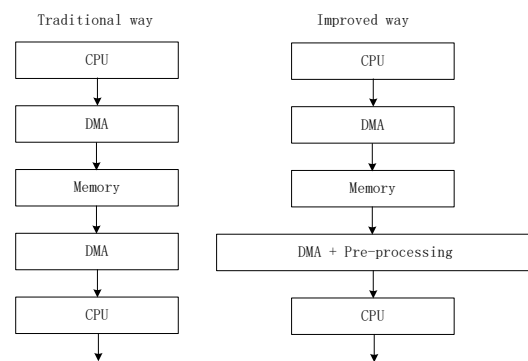 Traditional way
CPU
DMA
Memory
DMA
CPU
Improved way
CPU
DMA
Memory
DMA + Pre-processing
CPU